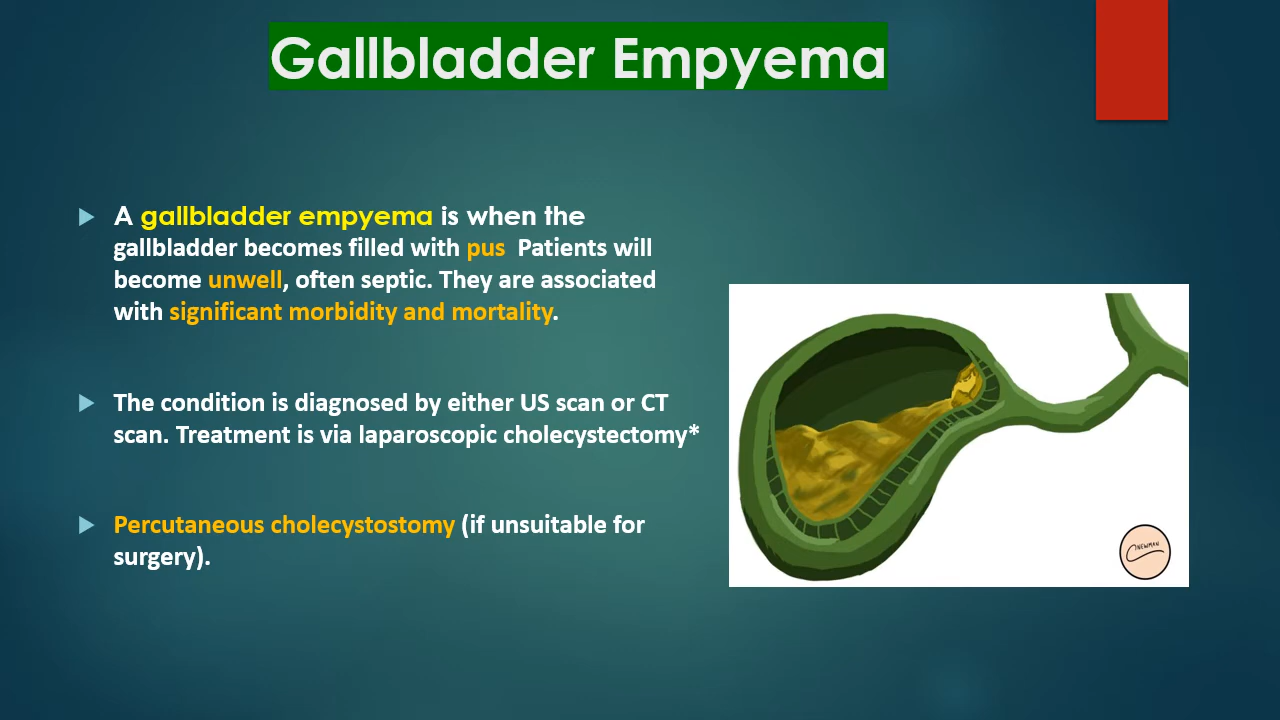 Gallbladder Empyema
A gallbladder empyema is when the
gallbladder becomes filled with pus  Patients will
become unwell, often septic. They are associated
with significant morbidity and mortality.
The condition is diagnosed by either US scan or CT
scan. Treatment is via laparoscopic cholecystectomy*
Percutaneous cholecystostomy (if unsuitable for
surgery).